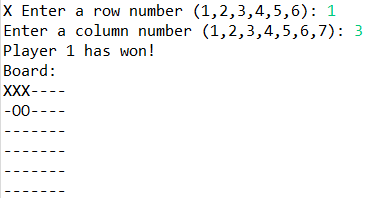 X Enter a row number (1,2,3,4,5,6): 1
Enter a column number (1,2,3,4,5,6,7): 3
Player 1 has won!
Board:
XXX----
-OO----
-------
-------
-------
-------